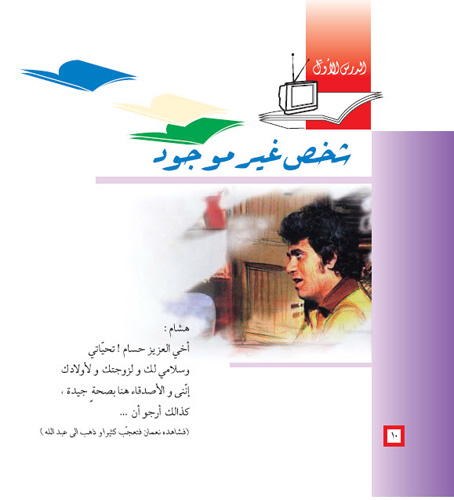 الدرس الأول
شخص غير موجود
هشام :
أخي العزيز حسام ! تحيّاتي
وسلامي لك و لزوجتك و لأولادك
إنّنى و الأصدقاء هنا بصحةٍ جيدة ،
كذالك أرجو أن ...
(فشاهده نعمان فتعجّب كثيرا و ذهب الى عبد الله)
١٠